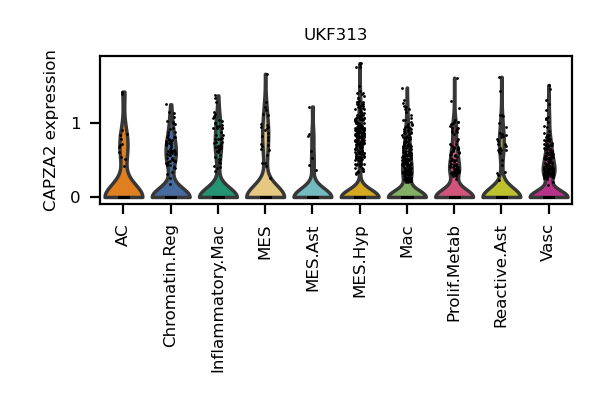 UKF313
CAPZA2 expression
1
0
AC
Chromatin.Reg
Inflammatory.Mac
MES
MES.Ast
MES.Hyp
Mac
Prolif.Metab
Reactive.Ast
Vasc